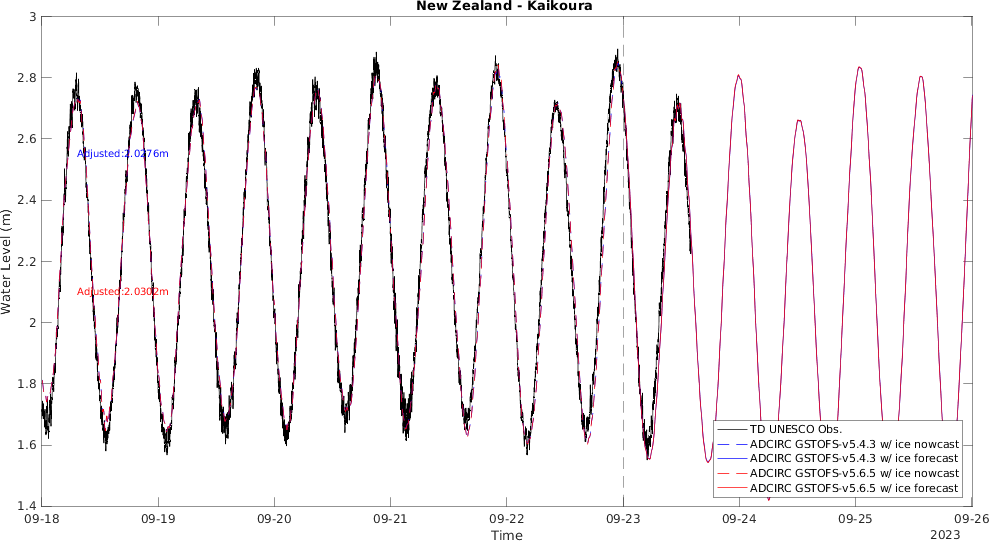 New Zealand - Kaikoura
Water Level (m)
3
2.8
2.6
2.4
2.2
2
1.8
1.6
1.4
Adjusted:2.0276m
Adjusted:2.0302m
TD UNESCO Obs.
ADCIRC GSTOFS-v5.4.3 w/ ice nowcast
ADCIRC GSTOFS-v5.4.3 w/ ice forecast
ADCIRC GSTOFS-v5.6.5 w/ ice nowcast
ADCIRC GSTOFS-v5.6.5 w/ ice forecast
09-18 09-19 09-20 09-21 09-22 09-23 09-24 09-25 09-26
Time
2023